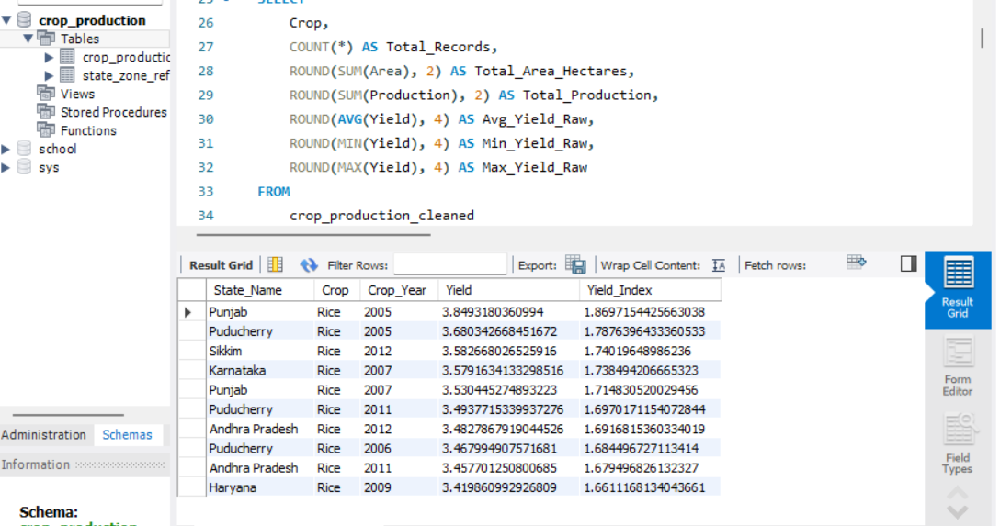 crop_production
Tables
crop_productic
state_zone_ref
Views
Stored Procedures
Functions
school
sys
Administration Schemas
Information
Schema:
25 SELECT
26 Crop,
27 COUNT(*) AS Total_Records,
28 ROUND(SUM(Area), 2) AS Total_Area_Hectares,
29 ROUND(SUM(Production), 2) AS Total_Production,
30 ROUND(AVG(Yield), 4) AS Avg_Yield_Raw,
31 ROUND(MIN(Yield), 4) AS Min_Yield_Raw,
32 ROUND(MAX(Yield), 4) AS Max_Yield_Raw
33 FROM
34 crop_production_cleaned
Result Grid Filter Rows: Export: Wrap Cell Content: IA Fetch rows:
State_Name Crop Crop_Year Yield Yield_Index
Punjab Rice 2005 3.8493180360994 1.8697154425663038
Puducherry Rice 2005 3.680342668451672 1.7876396433360533
Sikkim Rice 2012 3.582668026525916 1.74019648986236
Karnataka Rice 2007 3.5791634133298516 1.738494206665323
Punjab Rice 2007 3.530445274893223 1.714830520029456
Puducherry Rice 2011 3.4937715339937276 1.6970171154072844
Andhra Pradesh Rice 2012 3.4827867919044526 1.6916815360334019
Puducherry Rice 2006 3.467994907571681 1.684496727113414
Andhra Pradesh Rice 2011 3.457701250800685 1.679496826132327
Haryana Rice 2009 3.419860992926809 1.6611168134043661
Result
Grid
Form
Editor
Field
Types